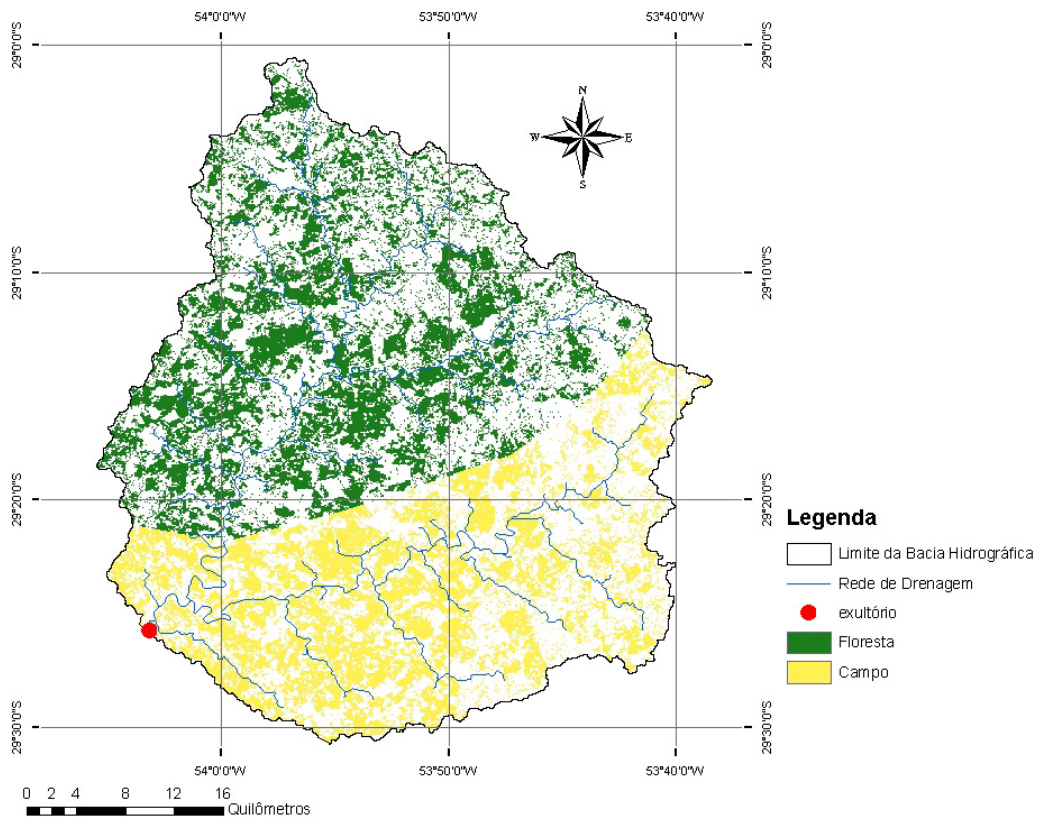 54°0'0"W 53°50'0"W 53°40'0"W
29°0'0"S 29°0'0"S
N
W E
S
29°10'0"S 29°10'0"S
29°20'0"S 29°20'0"S
Legenda
Limite da Bacia Hidrográfica
Rede de Drenagem
exultório
Floresta
Campo
29°30'0"S 29°30'0"S
54°0'0"W 53°50'0"W 53°40'0"W
0 2 4 8 12 16
Quilômetros